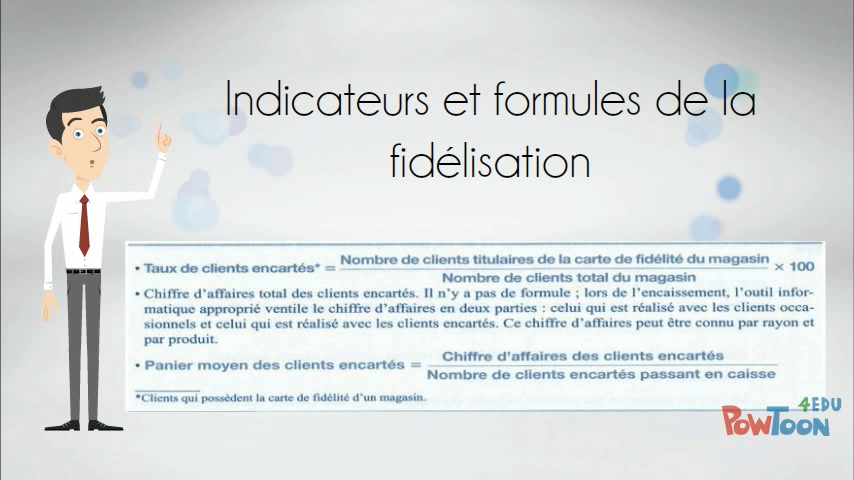 Indicateurs et formules de la
fidélisation
• Taux de clients encartés* = Nombre de clients titulaires de la carte de fidélité du magasin × 100
Nombre de clients total du magasin
• Chiffre d'affaires total des clients encartés. Il n'y a pas de formule ; lors de l'encaissement, l'outil infor-
matique approprié ventile le chiffre d'affaires en deux parties : celui qui est réalisé avec les clients occa-
sionnels et celui qui est réalisé avec les clients encartés. Ce chiffre d'affaires peut être connu par rayon et
par produit.
• Panier moyen des clients encartés = Chiffre d'affaires des clients encartés
Nombre de clients encartés passant en caisse
*Clients qui possèdent la carte de fidélité d'un magasin.
4EDU
PowToon